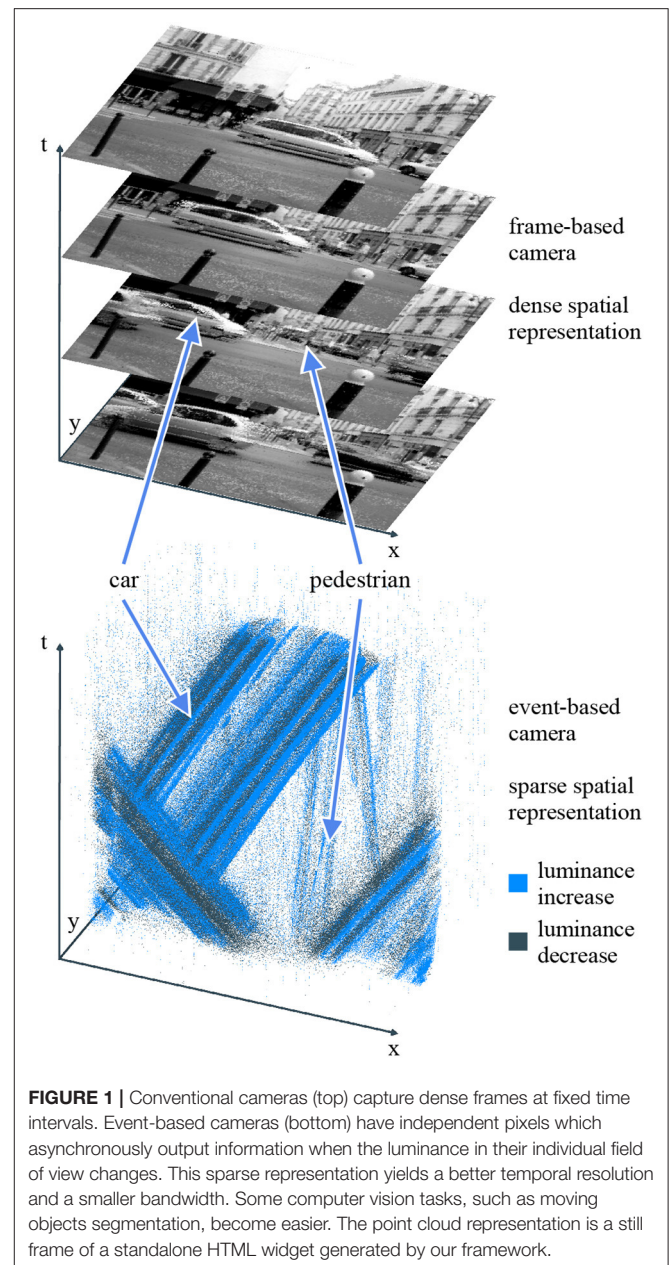 t
frame-based
camera
dense spatial
representation
y
x
car
pedestrian
t
event-based
camera
sparse spatial
representation
luminance
increase
luminance
decrease
y
x
FIGURE 1 | Conventional cameras (top) capture dense frames at fixed time
intervals. Event-based cameras (bottom) have independent pixels which
asynchronously output information when the luminance in their individual field
of view changes. This sparse representation yields a better temporal resolution
and a smaller bandwidth. Some computer vision tasks, such as moving
objects segmentation, become easier. The point cloud representation is a still
frame of a standalone HTML widget generated by our framework.